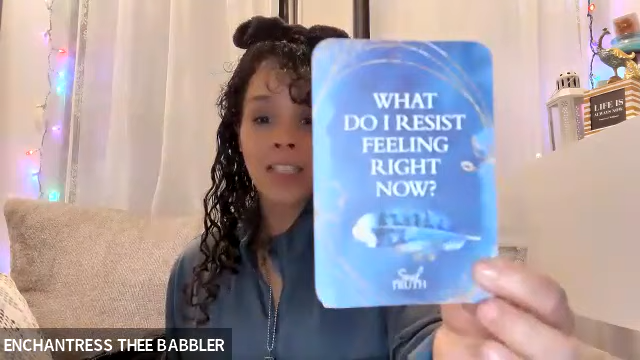 WHAT
DO I RESIST
FEELING
RIGHT
NOW?
Soul
TRUTH
LIFE IS
ENCHANTRESS THEE BABBLER